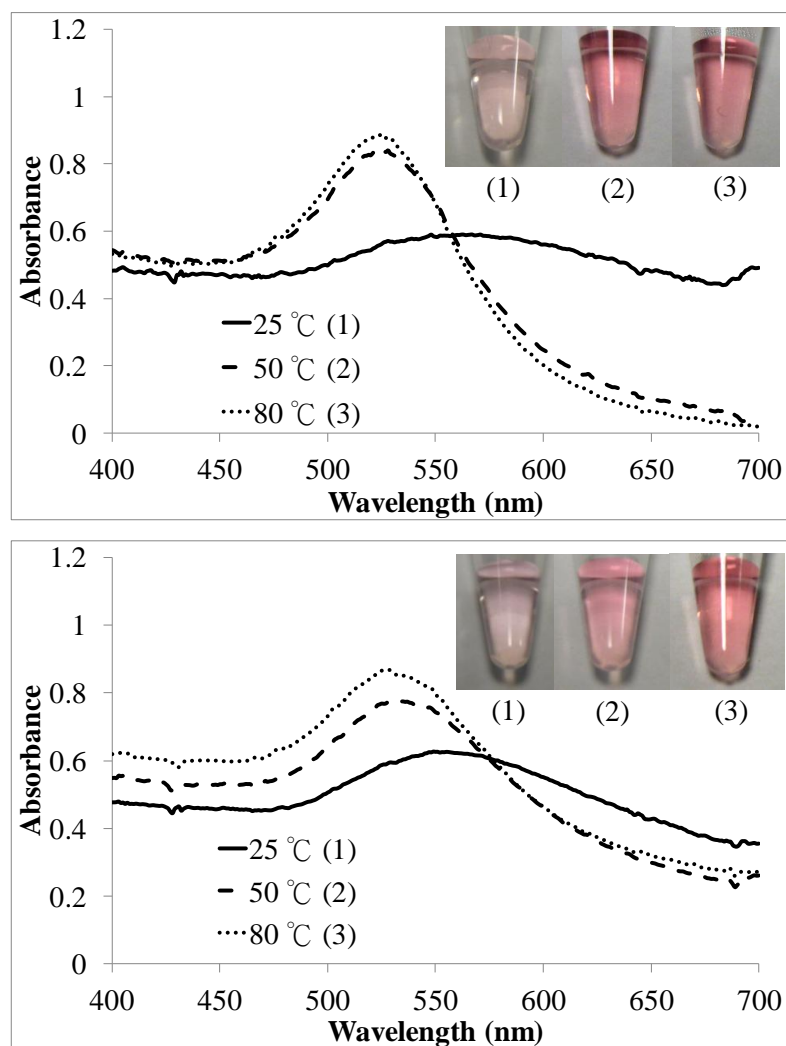 1.2
1
0.8
0.6
0.4
0.2
0
Absorbance
(1) (2) (3)
25 ℃ (1)
50 ℃ (2)
80 ℃ (3)
400 450 500 550 600 650 700
Wavelength (nm)
1.2
1
0.8
0.6
0.4
0.2
0
Absorbance
(1) (2) (3)
25 ℃ (1)
50 ℃ (2)
80 ℃ (3)
400 450 500 550 600 650 700
Wavelength (nm)